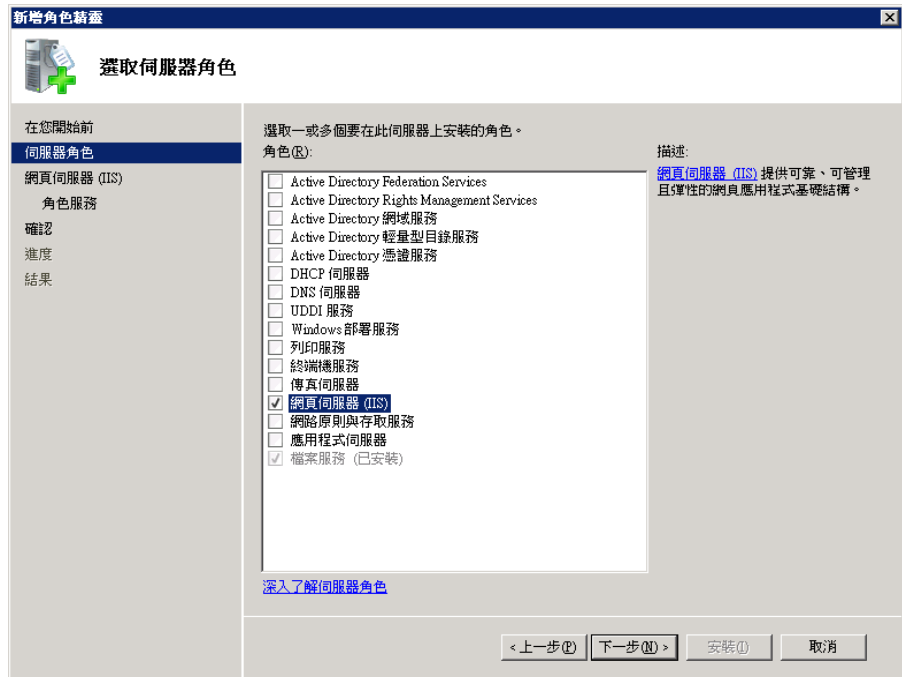 新增角色精靈
選取伺服器角色
在您開始前
伺服器角色
網頁伺服器 (IIS)
角色服務
確認
進度
結果
選取一或多個要在此伺服器上安裝的角色。
角色(R):
Active Directory Federation Services
Active Directory Rights Management Services
Active Directory 網域服務
Active Directory 輕量型目錄服務
Active Directory 憑證服務
DHCP 伺服器
DNS 伺服器
UDDI 服務
Windows 部署服務
列印服務
終端機服務
傳真伺服器
網頁伺服器 (IIS)
網路原則與存取服務
應用程式伺服器
檔案服務 (已安裝)
深入了解伺服器角色
描述:
網頁伺服器 (IIS) 提供可靠、可管理
且彈性的網頁應用程式基礎結構。
<上一步(P)
下一步(N) >
安裝(I)
取消